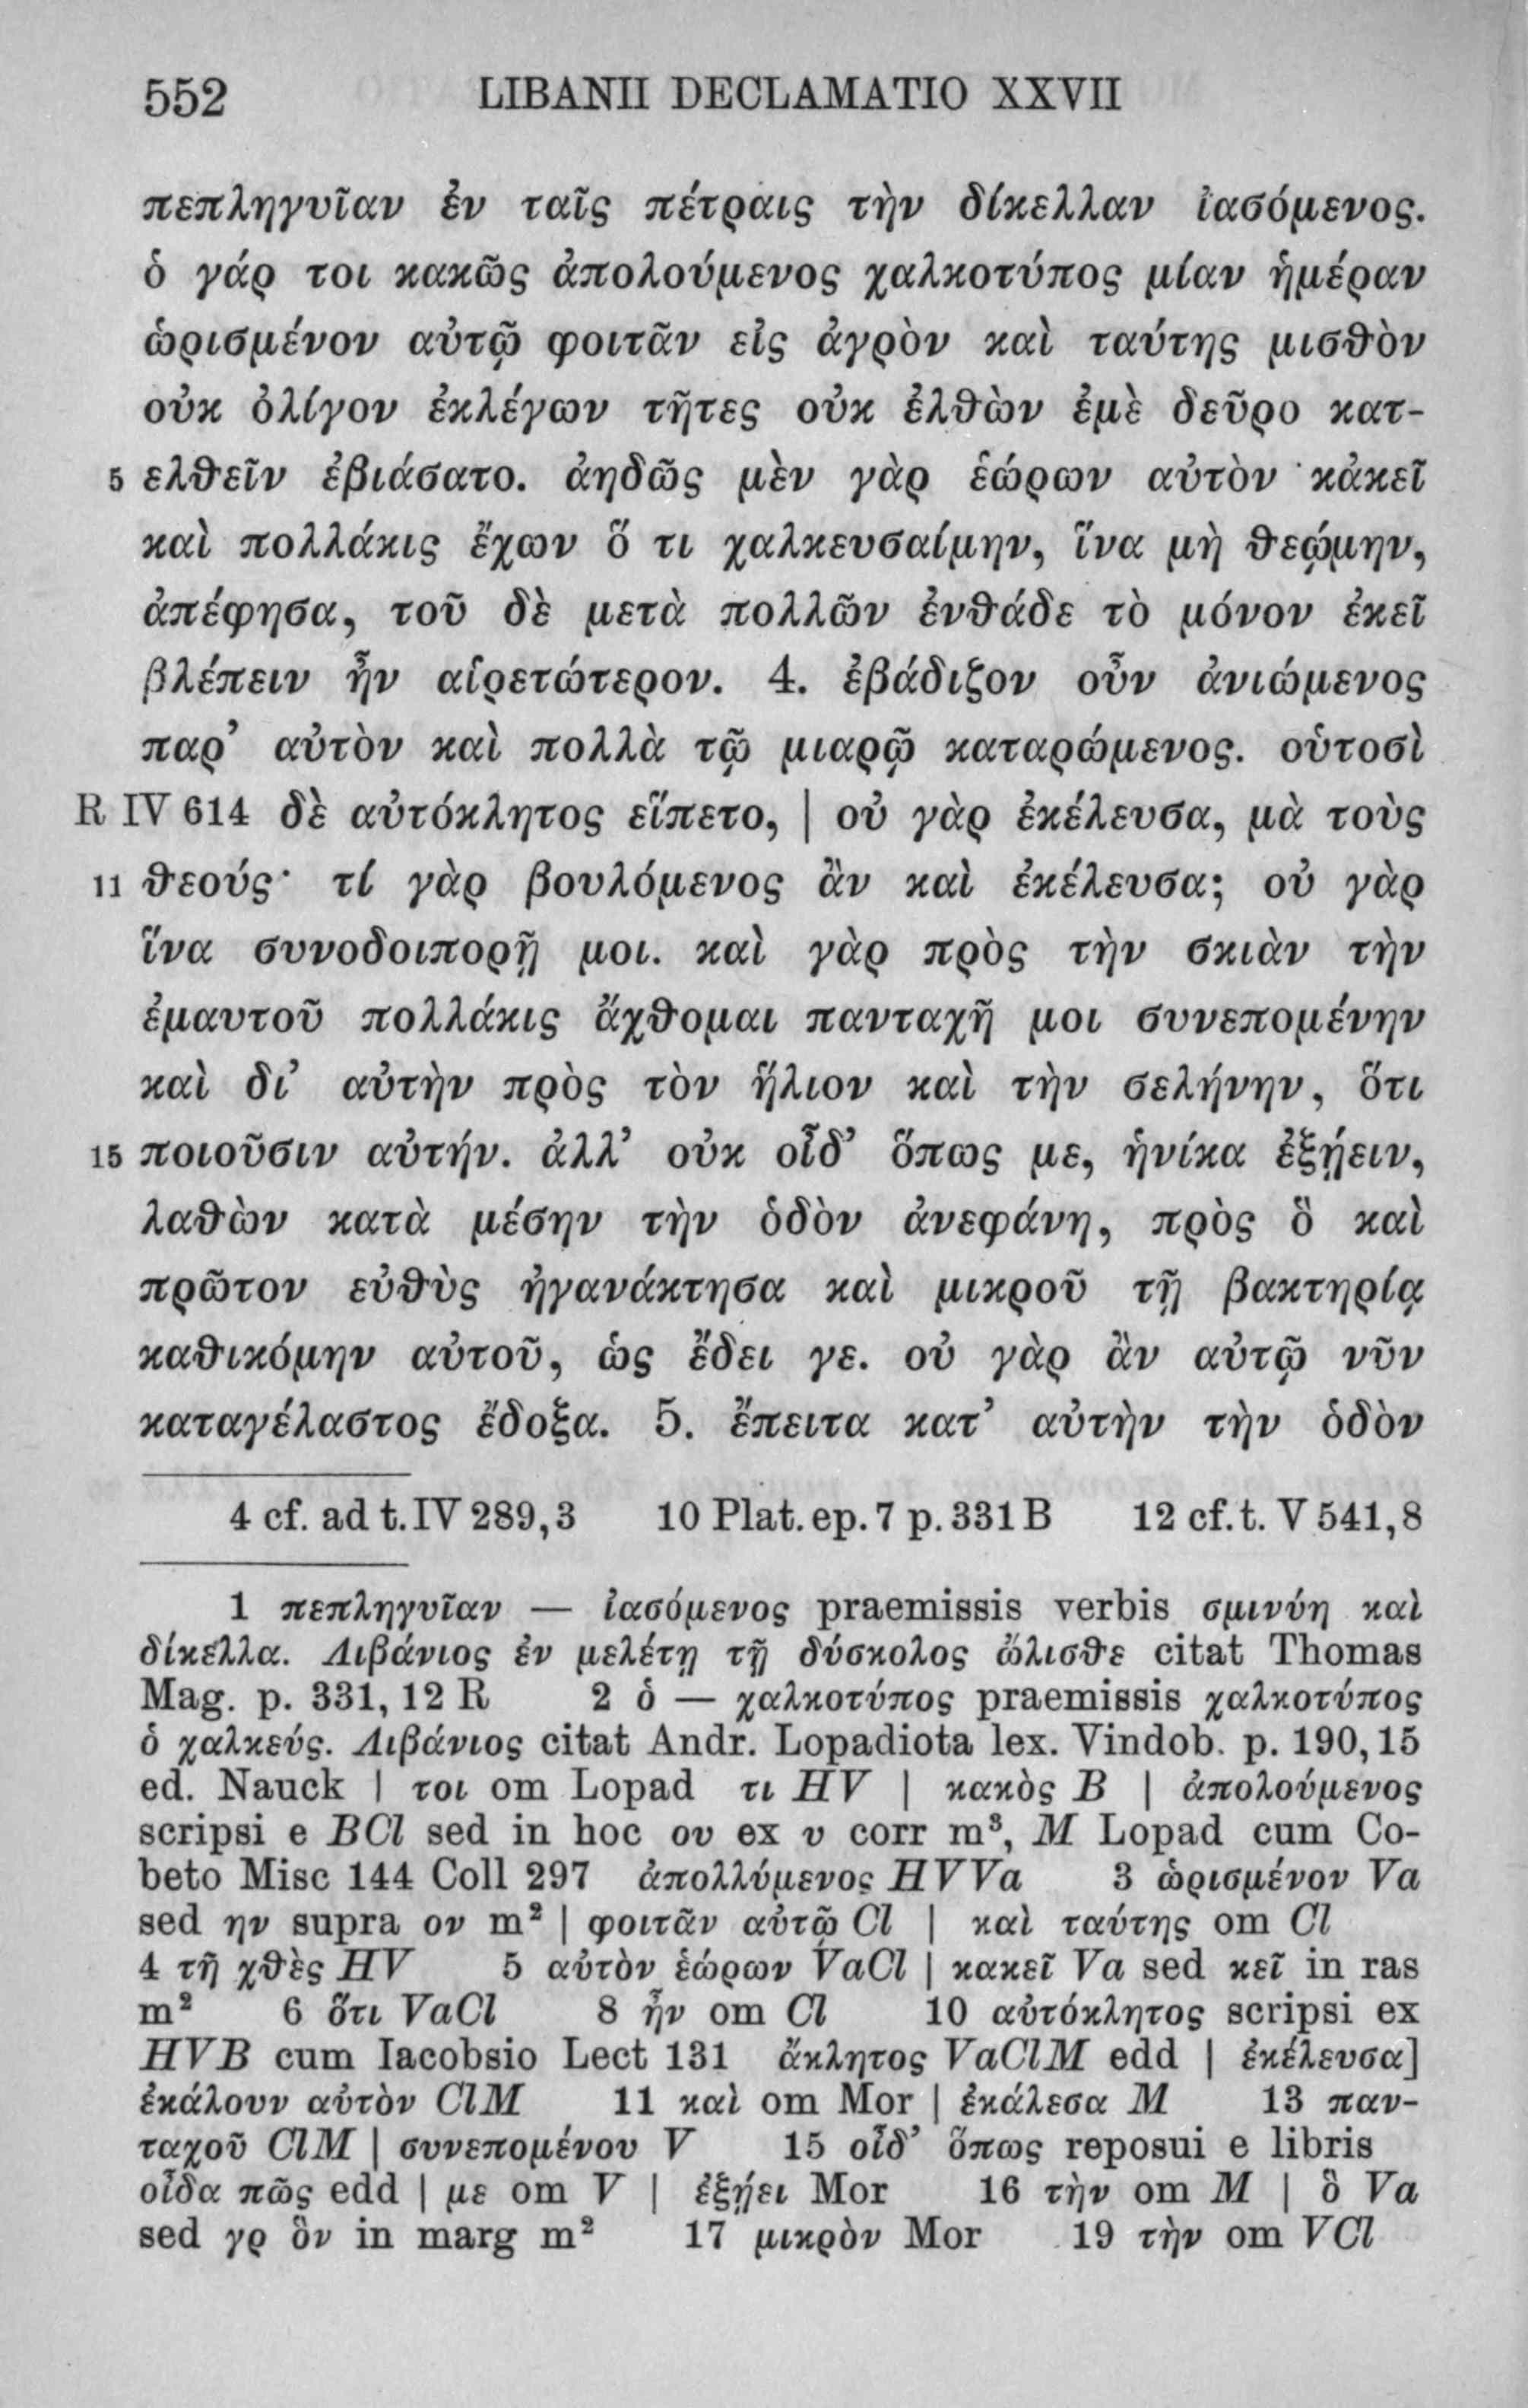 552 LIBANII DECLAMATIO XXVII
πεπληγυῖαν ἐν ταῖς πέτραις τὴν δίκελλαν ἰασόμενος.
ὁ γάρ τοι κακῶς ἀπολούμενος χαλκοτύπος μίαν ἡμέραν
ὡρισμένον αὐτῷ φοιτᾶν εἰς ἀγρὸν καὶ ταύτης μισθὸν
οὐκ ὀλίγον ἐκλέγων τῆτες οὐκ ἐλθὼν ἐμὲ δεῦρο κατ-
5 ελθεῖν ἐβιάσατο. ἀηδῶς μὲν γὰρ ἑώρων αὐτὸν κἀκεῖ
καὶ πολλάκις ἔχων ὅ τι χαλκευσαίμην, ἵνα μὴ θεῴμην,
ἀπέφησα, τοῦ δὲ μετὰ πολλῶν ἐνθάδε τὸ μόνον ἐκεῖ
βλέπειν ἦν αἱρετώτερον. 4. ἐβάδιζον οὖν ἀνιώμενος
παρ’ αὐτὸν καὶ πολλὰ τῷ μιαρῷ καταρώμενος. οὑτοσὶ
R IV 614 δὲ αὐτόκλητος εἵπετο, | οὐ γὰρ ἐκέλευσα, μὰ τοὺς
11 θεούς· τί γὰρ βουλόμενος ἂν καὶ ἐκέλευσα; οὐ γὰρ
ἵνα συνοδοιπορῇ μοι. καὶ γὰρ πρὸς τὴν σκιὰν τὴν
ἐμαυτοῦ πολλάκις ἄχθομαι πανταχῆ μοι συνεπομένην
καὶ δι’ αὐτὴν πρὸς τὸν ἥλιον καὶ τὴν σελήνην, ὅτι
15 ποιοῦσιν αὐτήν. ἀλλ’ οὐκ οἶδ’ ὅπως με, ἡνίκα ἐξῄειν,
λαθὼν κατὰ μέσην τὴν ὁδὸν ἀνεφάνη, πρὸς ὃ καὶ
πρῶτον εὐθὺς ἠγανάκτησα καὶ μικροῦ τῇ βακτηρίᾳ
καθικόμην αὐτοῦ, ὡς ἔδει γε. οὐ γὰρ ἂν αὐτῷ νῦν
καταγέλαστος ἔδοξα. 5. ἔπειτα κατ’ αὐτὴν τὴν ὁδὸν
4 cf. ad t. IV 289,3 10 Plat. ep. 7 p. 331 B 12 cf. t. V 541,8
1 πεπληγυῖαν — ἰασόμενος praemissis verbis σμινύη καὶ
δίκελλα. Λιβάνιος ἐν μελέτῃ τῇ δύσκολος ὤλισθε citat Thomas
Mag. p. 331, 12 R 2 ὁ — χαλκοτύπος praemissis χαλκοτύπος
ὁ χαλκεύς. Λιβάνιος citat Andr. Lopadiota lex. Vindob. p. 190, 15
ed. Nauck | τοι om Lopad τι HV | κακὸς B | ἀπολούμενος
scripsi e BCl sed in hoc ου ex υ corr m³, M Lopad cum Co-
beto Misc 144 Coll 297 ἀπολλύμενος HVVa 3 ὡρισμένον Va
sed ην supra ον m² | φοιτᾶν αὐτῷ Cl | καὶ ταύτης om Cl
4 τῇ χθὲς HV 5 αὐτὸν ἑώρων VaCl | κακεῖ Va sed κεῖ in ras
m² 6 ὅτι VaCl 8 ἦν om Cl 10 αὐτόκλητος scripsi ex
HVB cum Iacobsio Lect 131 ἄκλητος VaClM edd | ἐκέλευσα]
ἐκάλουν αὐτὸν ClM 11 καὶ om Mor | ἐκάλεσα M 13 παν-
ταχοῦ ClM | συνεπομένου V 15 οἶδ’ ὅπως reposui e libris
οἶδα πῶς edd | με om V | ἐξῄει Mor 16 τὴν om M | ὃ Va
sed γρ ὃν in marg m² 17 μικρὸν Mor 19 τὴν om VCl